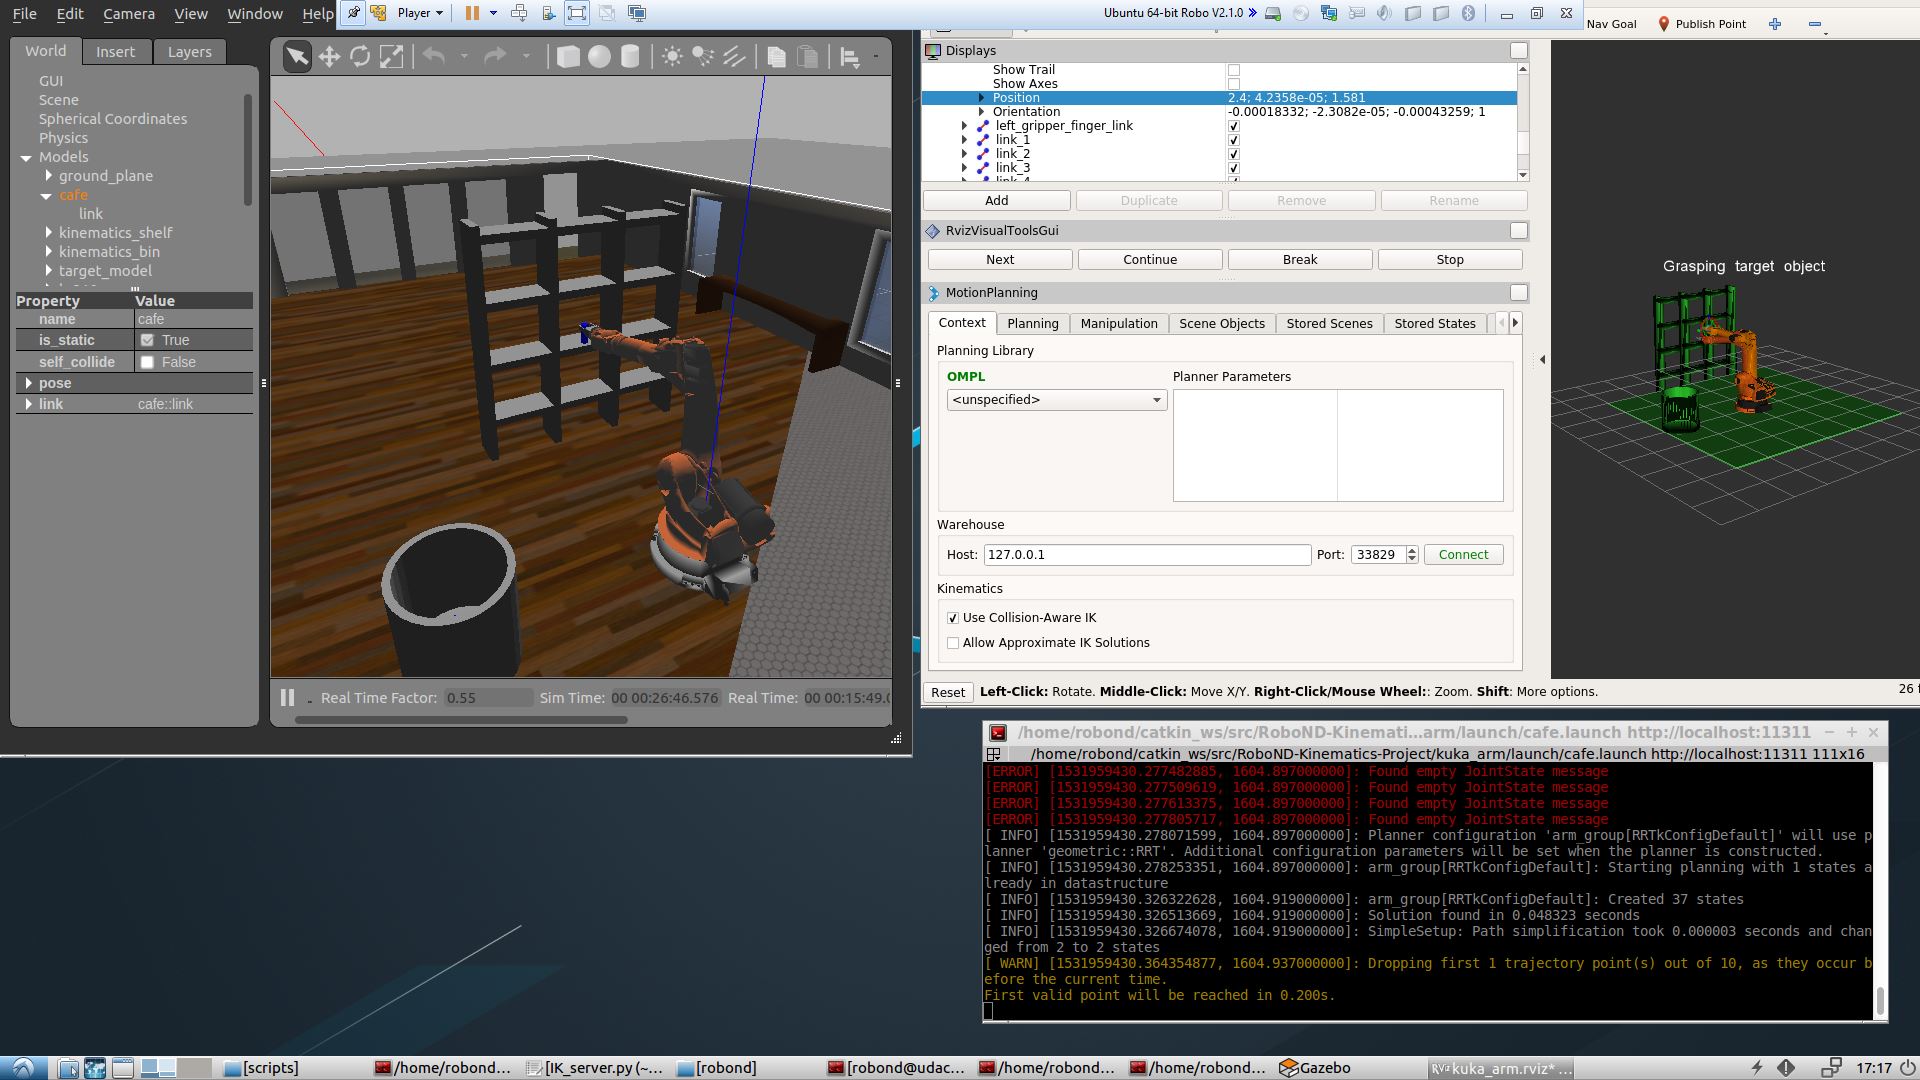 File Edit Camera View Window Help
Player
Ubuntu 64-bit Robo V2.1.0
Nav Goal
Publish Point
World Insert Layers
GUI
Scene
Spherical Coordinates
Physics
Models
ground_plane
cafe
link
kinematics_shelf
kinematics_bin
target_model
Property Value
name cafe
is_static True
self_collide False
pose
link cafe::link
Real Time Factor: 0.55 Sim Time: 00 00:26:46.576 Real Time: 00 00:15:49.0
Displays
Show Trail
Show Axes
Position 2.4; 4.2358e-05; 1.581
Orientation -0.00018332; -2.3082e-05; -0.00043259; 1
left_gripper_finger_link
link_1
link_2
link_3
link_4
Add Duplicate Remove Rename
RvizVisualToolsGui
Next Continue Break Stop
MotionPlanning
Context Planning Manipulation Scene Objects Stored Scenes Stored States
Planning Library
OMPL Planner Parameters
<unspecified>
Warehouse
Host: 127.0.0.1 Port: 33829 Connect
Kinematics
Use Collision-Aware IK
Allow Approximate IK Solutions
Reset Left-Click: Rotate. Middle-Click: Move X/Y. Right-Click/Mouse Wheel:: Zoom. Shift: More options.
26 f
Grasping target object
/home/robond/catkin_ws/src/RoboND-Kinemati...arm/launch/cafe.launch http://localhost:11311
/home/robond/catkin_ws/src/RoboND-Kinematics-Project/kuka_arm/launch/cafe.launch http://localhost:11311 111x16
[ERROR] [1531959430.277482885, 1604.897000000]: Found empty JointState message
[ERROR] [1531959430.277509619, 1604.897000000]: Found empty JointState message
[ERROR] [1531959430.277613375, 1604.897000000]: Found empty JointState message
[ERROR] [1531959430.277805717, 1604.897000000]: Found empty JointState message
[ INFO] [1531959430.278071599, 1604.897000000]: Planner configuration 'arm_group[RRTkConfigDefault]' will use p
lanner 'geometric::RRT'. Additional configuration parameters will be set when the planner is constructed.
[ INFO] [1531959430.278253351, 1604.897000000]: arm_group[RRTkConfigDefault]: Starting planning with 1 states a
lready in datastructure
[ INFO] [1531959430.326322628, 1604.919000000]: arm_group[RRTkConfigDefault]: Created 37 states
[ INFO] [1531959430.326513669, 1604.919000000]: Solution found in 0.048323 seconds
[ INFO] [1531959430.326674078, 1604.919000000]: SimpleSetup: Path simplification took 0.000003 seconds and chan
ged from 2 to 2 states
[ WARN] [1531959430.364354877, 1604.937000000]: Dropping first 1 trajectory point(s) out of 10, as they occur b
efore the current time.
First valid point will be reached in 0.200s.
[scripts] /home/robond... [IK_server.py (~... [robond] [robond@udac... /home/robond... /home/robond... Gazebo kuka_arm.rviz* ... 17:17